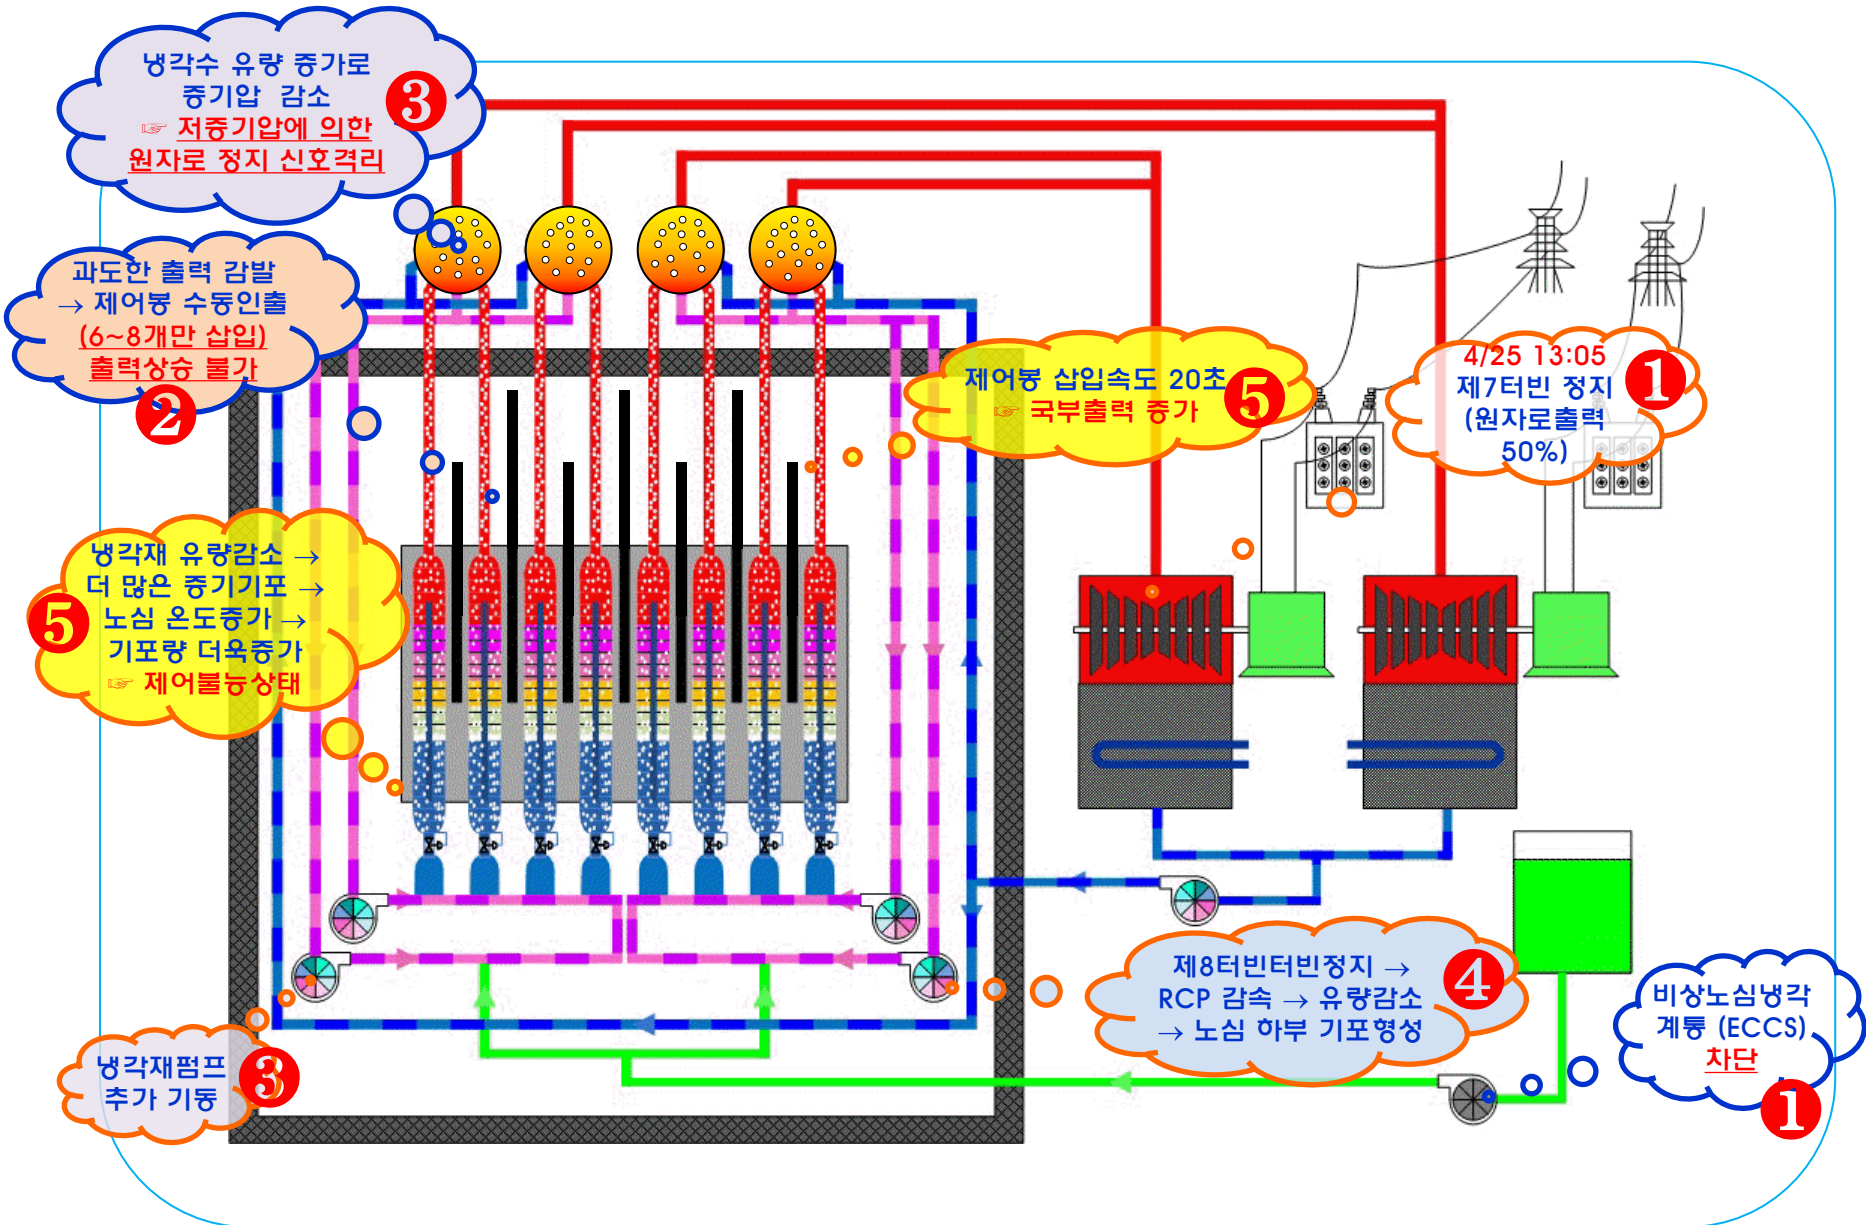 냉각수 유량 증가로
증기압 감소
☞ 저증기압에 의한
원자로 정지 신호격리
3
과도한 출력 감발
→ 제어봉 수동인출
(6~8개만 삽입)
출력상승 불가
2
제어봉 삽입속도 20초
☞ 국부출력 증가
5
4/25 13:05
제7터빈 정지
(원자로출력
50%)
1
냉각재 유량감소 →
더 많은 증기기포 →
노심 온도증가 →
기포량 더욱증가
☞ 제어불능상태
5
제8터빈터빈정지 →
RCP 감속 → 유량감소
→ 노심 하부 기포형성
4
비상노심냉각
계통 (ECCS)
차단
1
냉각재펌프
추가 기동
3